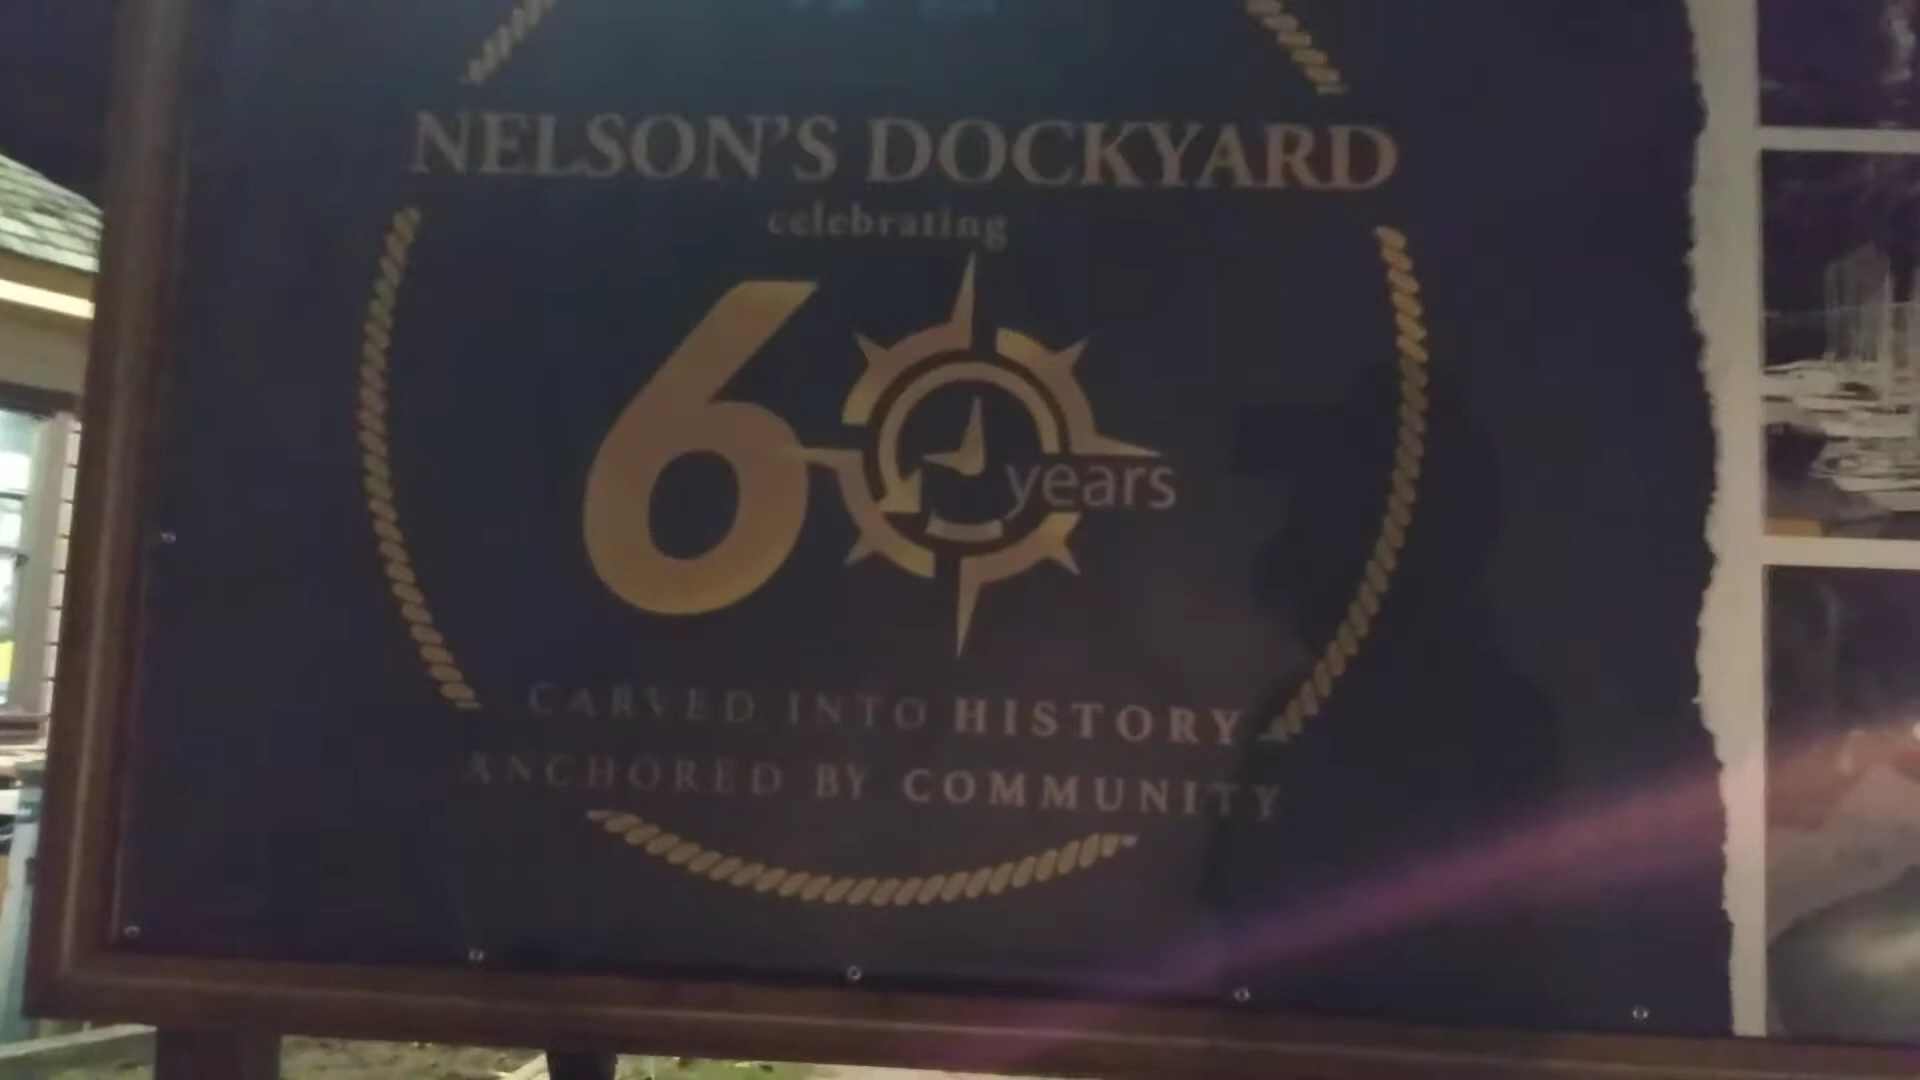 NELSON'S DOCKYARD
celebrating
60 years
CARVED INTO HISTORY
ANCHORED BY COMMUNITY